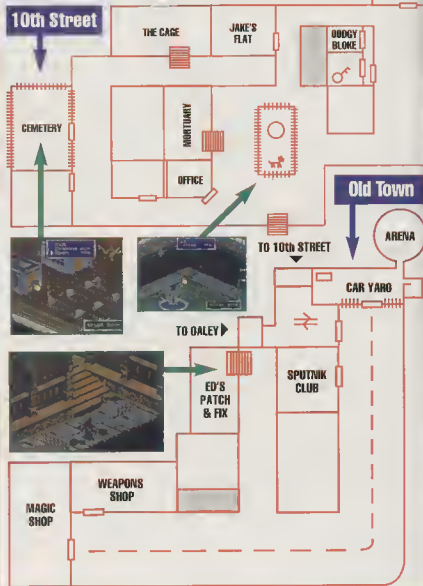 10th Street
THE CAGE
JAKE'S
FLAT
DODGY
BLOKE
CEMETERY
MORTUARY
OFFICE
Old Town
ARENA
TO 10th STREET
CAR YARD
TO DALEY
ED'S
PATCH
& FIX
SPUTNIK
CLUB
WEAPONS
SHOP
MAGIC
SHOP